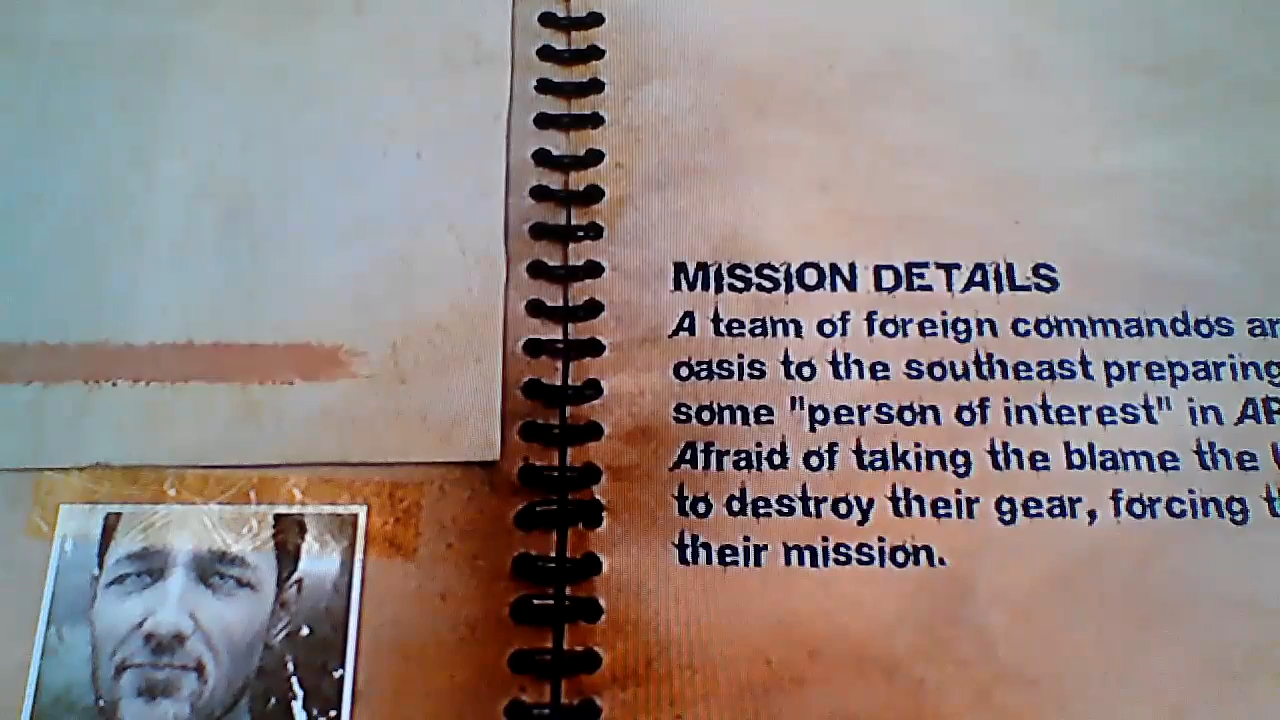 MISSION DETAILS
A team of foreign commandos
oasis to the southeast preparing
some "person of interest" in
Afraid of taking the blame the
to destroy their gear, forcing
their mission.